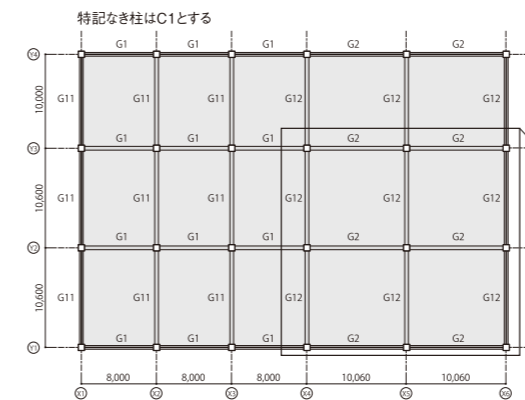 特記なき柱はC1とする
G1 G1 G1 G2 G2
Y4
10,000 G11 G11 G11 G12 G12 G12
G1 G1 G1 G2 G2
Y3
10,600 G11 G11 G11 G12 G12 G12
G1 G1 G1 G2 G2
Y2
10,600 G11 G11 G11 G12 G12 G12
G1 G1 G1 G2 G2
Y1
8,000 8,000 8,000 10,060 10,060
X1 X2 X3 X4 X5 X6